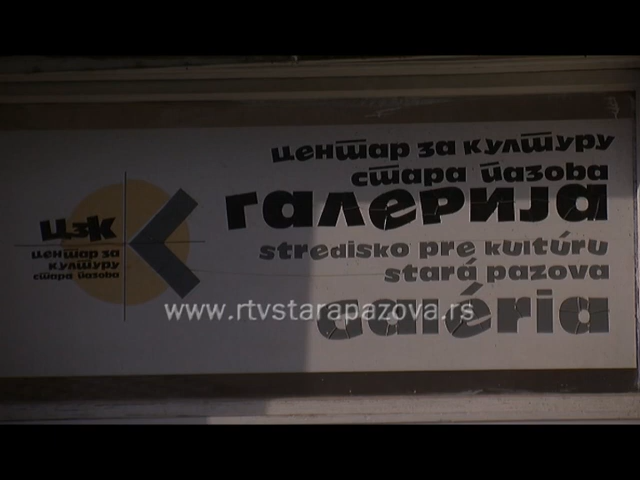 цзк
центар за
културу
стара пазова
центар за културу
стара пазова
галерија
stredisko pre kultúru
stará pazova
galéria
www.rtvstarapazova.rs